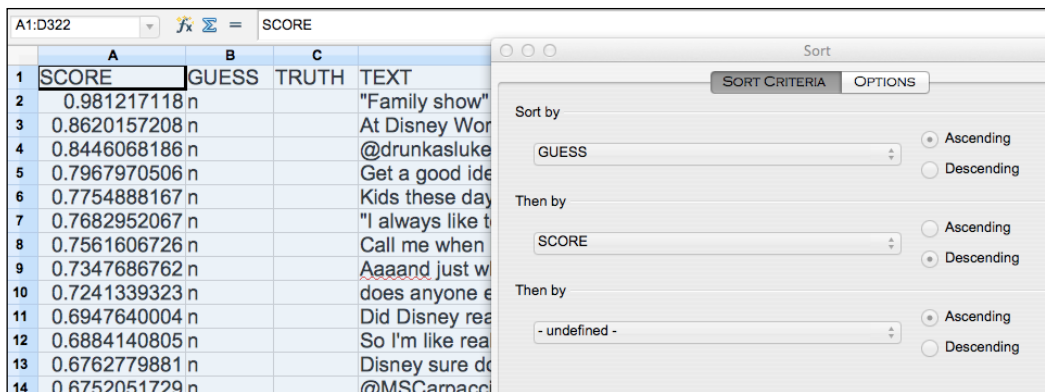 A1:D322 SCORE
A B C
1 SCORE GUESS TRUTH TEXT
2 0.981217118 n "Family show"
3 0.8620157208 n At Disney Wor
4 0.8446068186 n @drunkasluke
5 0.7967970506 n Get a good ide
6 0.7754888167 n Kids these day
7 0.7682952067 n "I always like t
8 0.7561606726 n Call me when
9 0.7347686762 n Aaaand just w
10 0.7241339323 n does anyone e
11 0.6947640004 n Did Disney rea
12 0.6884140805 n So I'm like rea
13 0.6762779881 n Disney sure d
14 0.6752051729 n @MSCarpacci
Sort
SORT CRITERIA OPTIONS
Sort by
GUESS
Ascending
Descending
Then by
SCORE
Ascending
Descending
Then by
- undefined -
Ascending
Descending